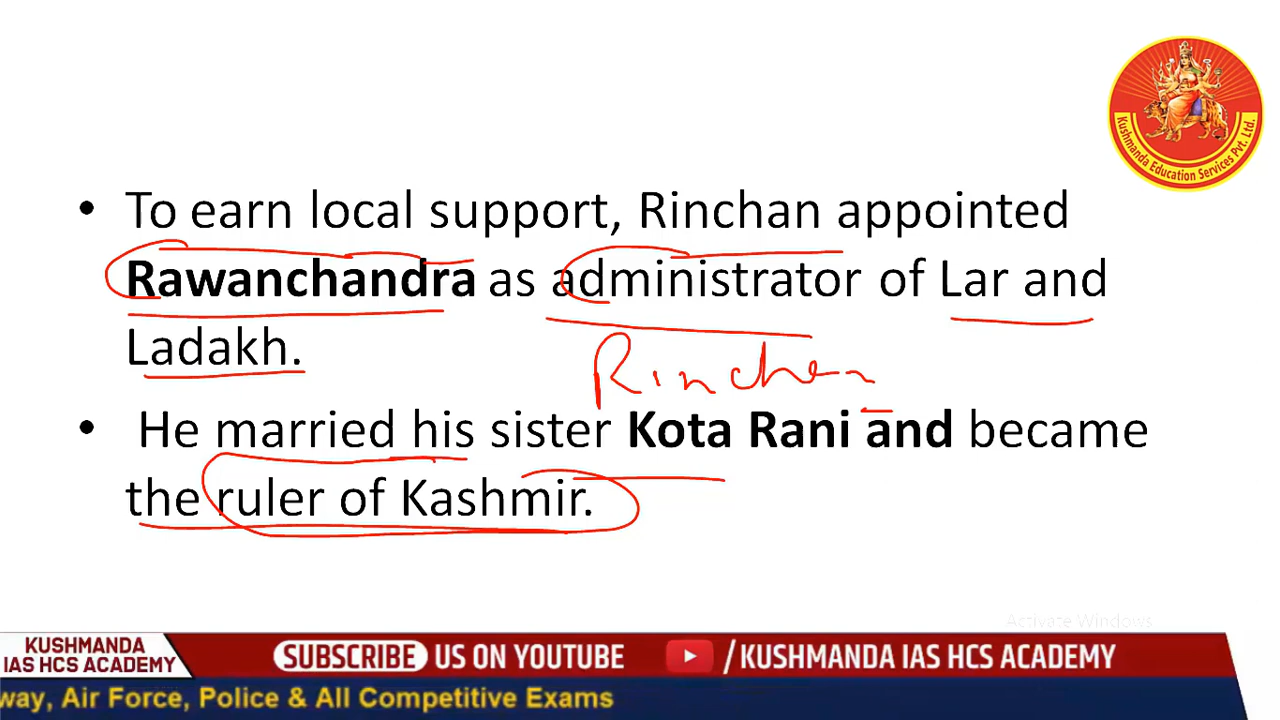 Kushmanda Education Services Pvt. Ltd.
• To earn local support, Rinchan appointed
Rawanchandra as administrator of Lar and
Ladakh.
Rinchen
• He married his sister Kota Rani and became
the ruler of Kashmir.
Activate Windows
KUSHMANDA
IAS HCS ACADEMY
SUBSCRIBE US ON YOUTUBE /KUSHMANDA IAS HCS ACADEMY
way, Air Force, Police & All Competitive Exams